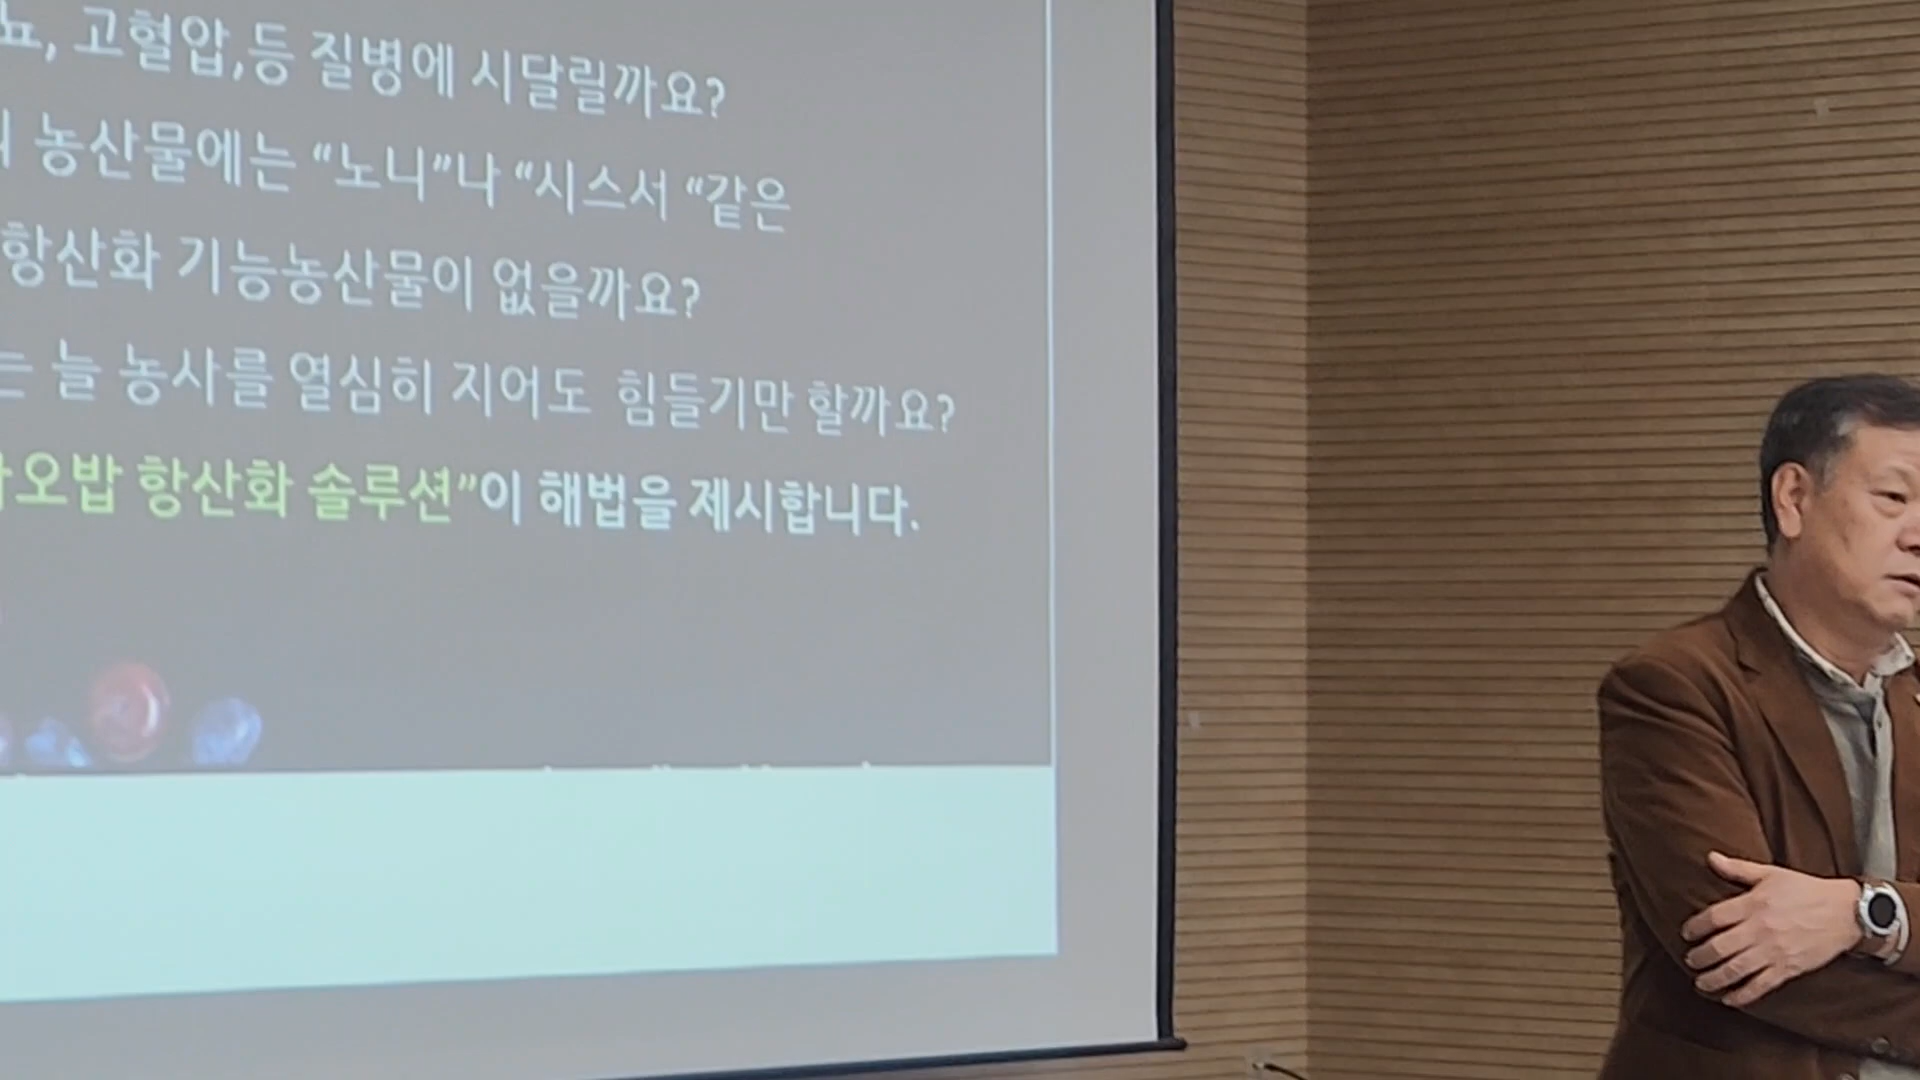 고혈압,등 질병에 시달릴까요?
농산물에는 “노니”나 “시스서 “같은
항산화 기능농산물이 없을까요?
는 늘 농사를 열심히 지어도 힘들기만 할까요?
오밥 항산화 솔루션”이 해법을 제시합니다.